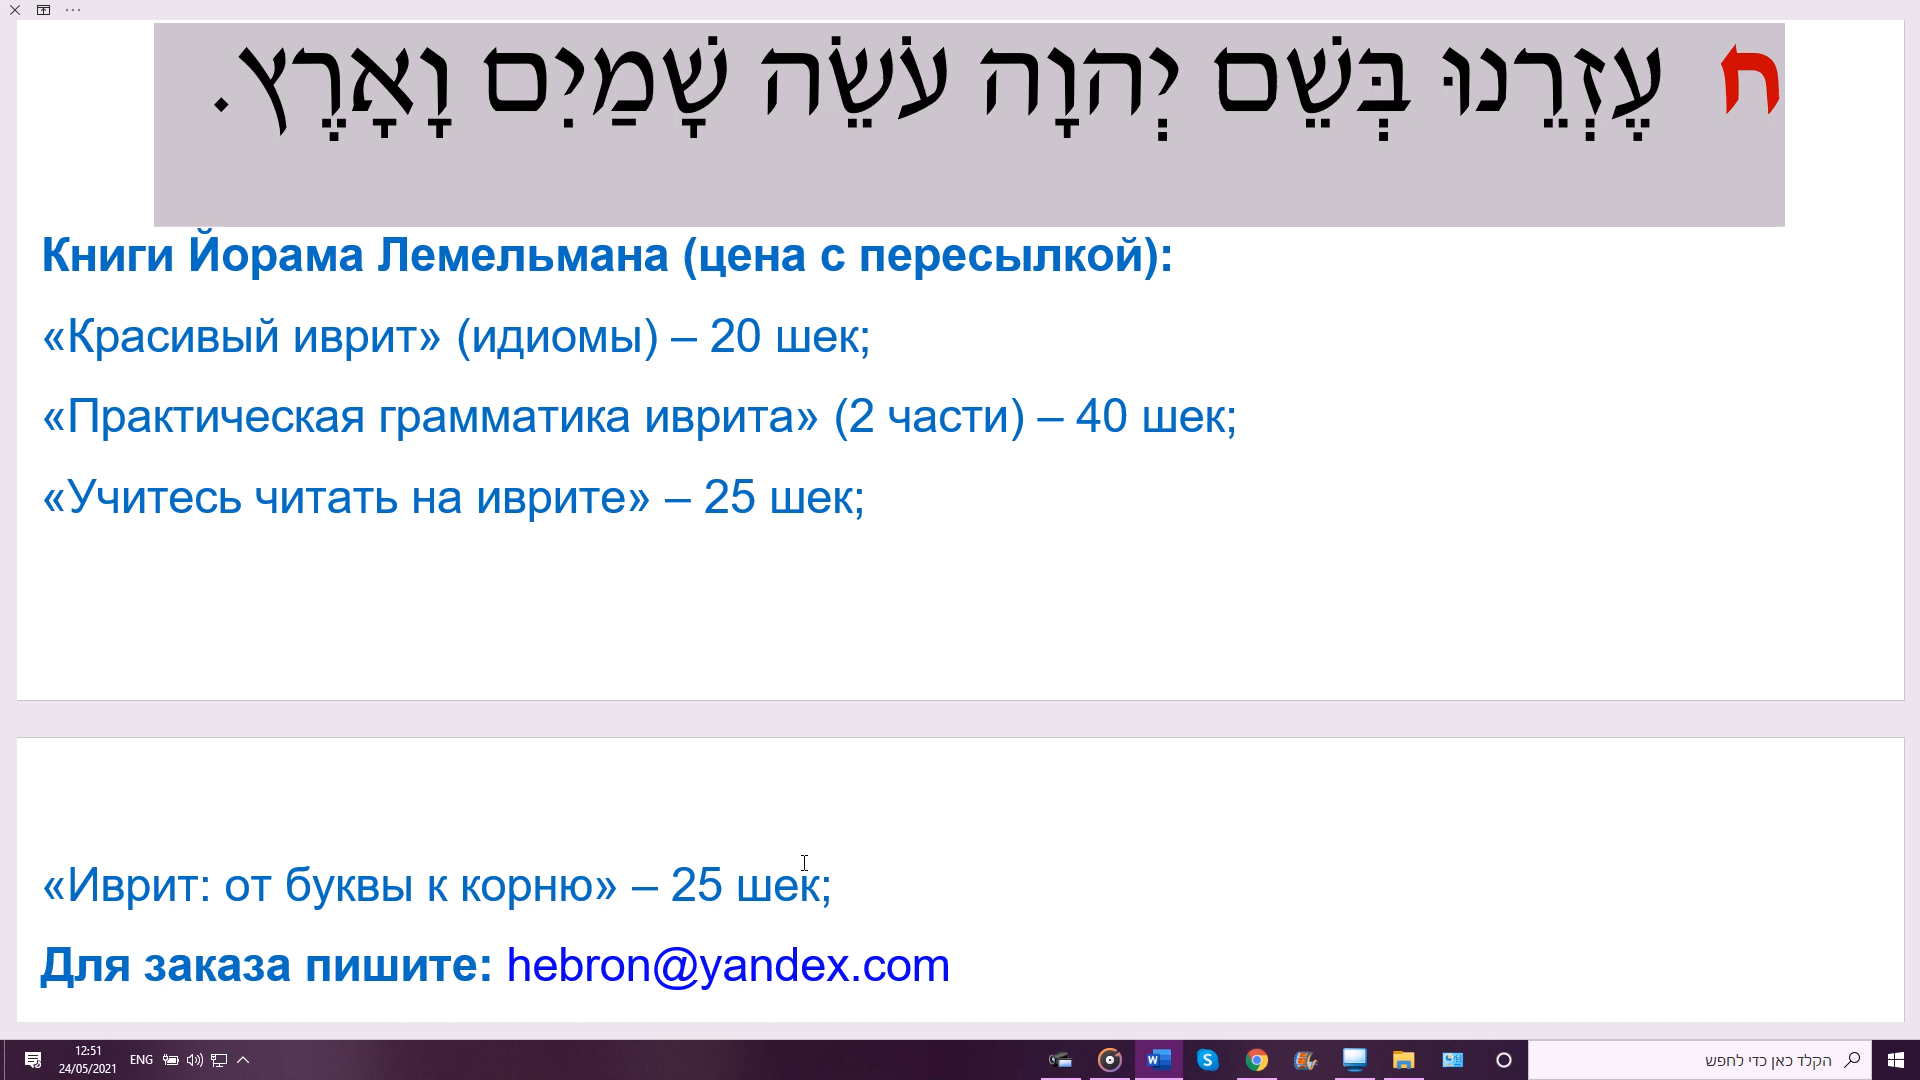 ח עֶזְרֵנוּ בְּשֵׁם יְהוָה עֹשֵׂה שָׁמַיִם וָאָרֶץ.
Книги Йорама Лемельмана (цена с пересылкой):
«Красивый иврит» (идиомы) – 20 шек;
«Практическая грамматика иврита» (2 части) – 40 шек;
«Учитесь читать на иврите» – 25 шек;
«Иврит: от буквы к корню» – 25 шек;
Для заказа пишите: hebron@yandex.com
12:51
24/05/2021
ENG
הקלד כאן כדי לחפש